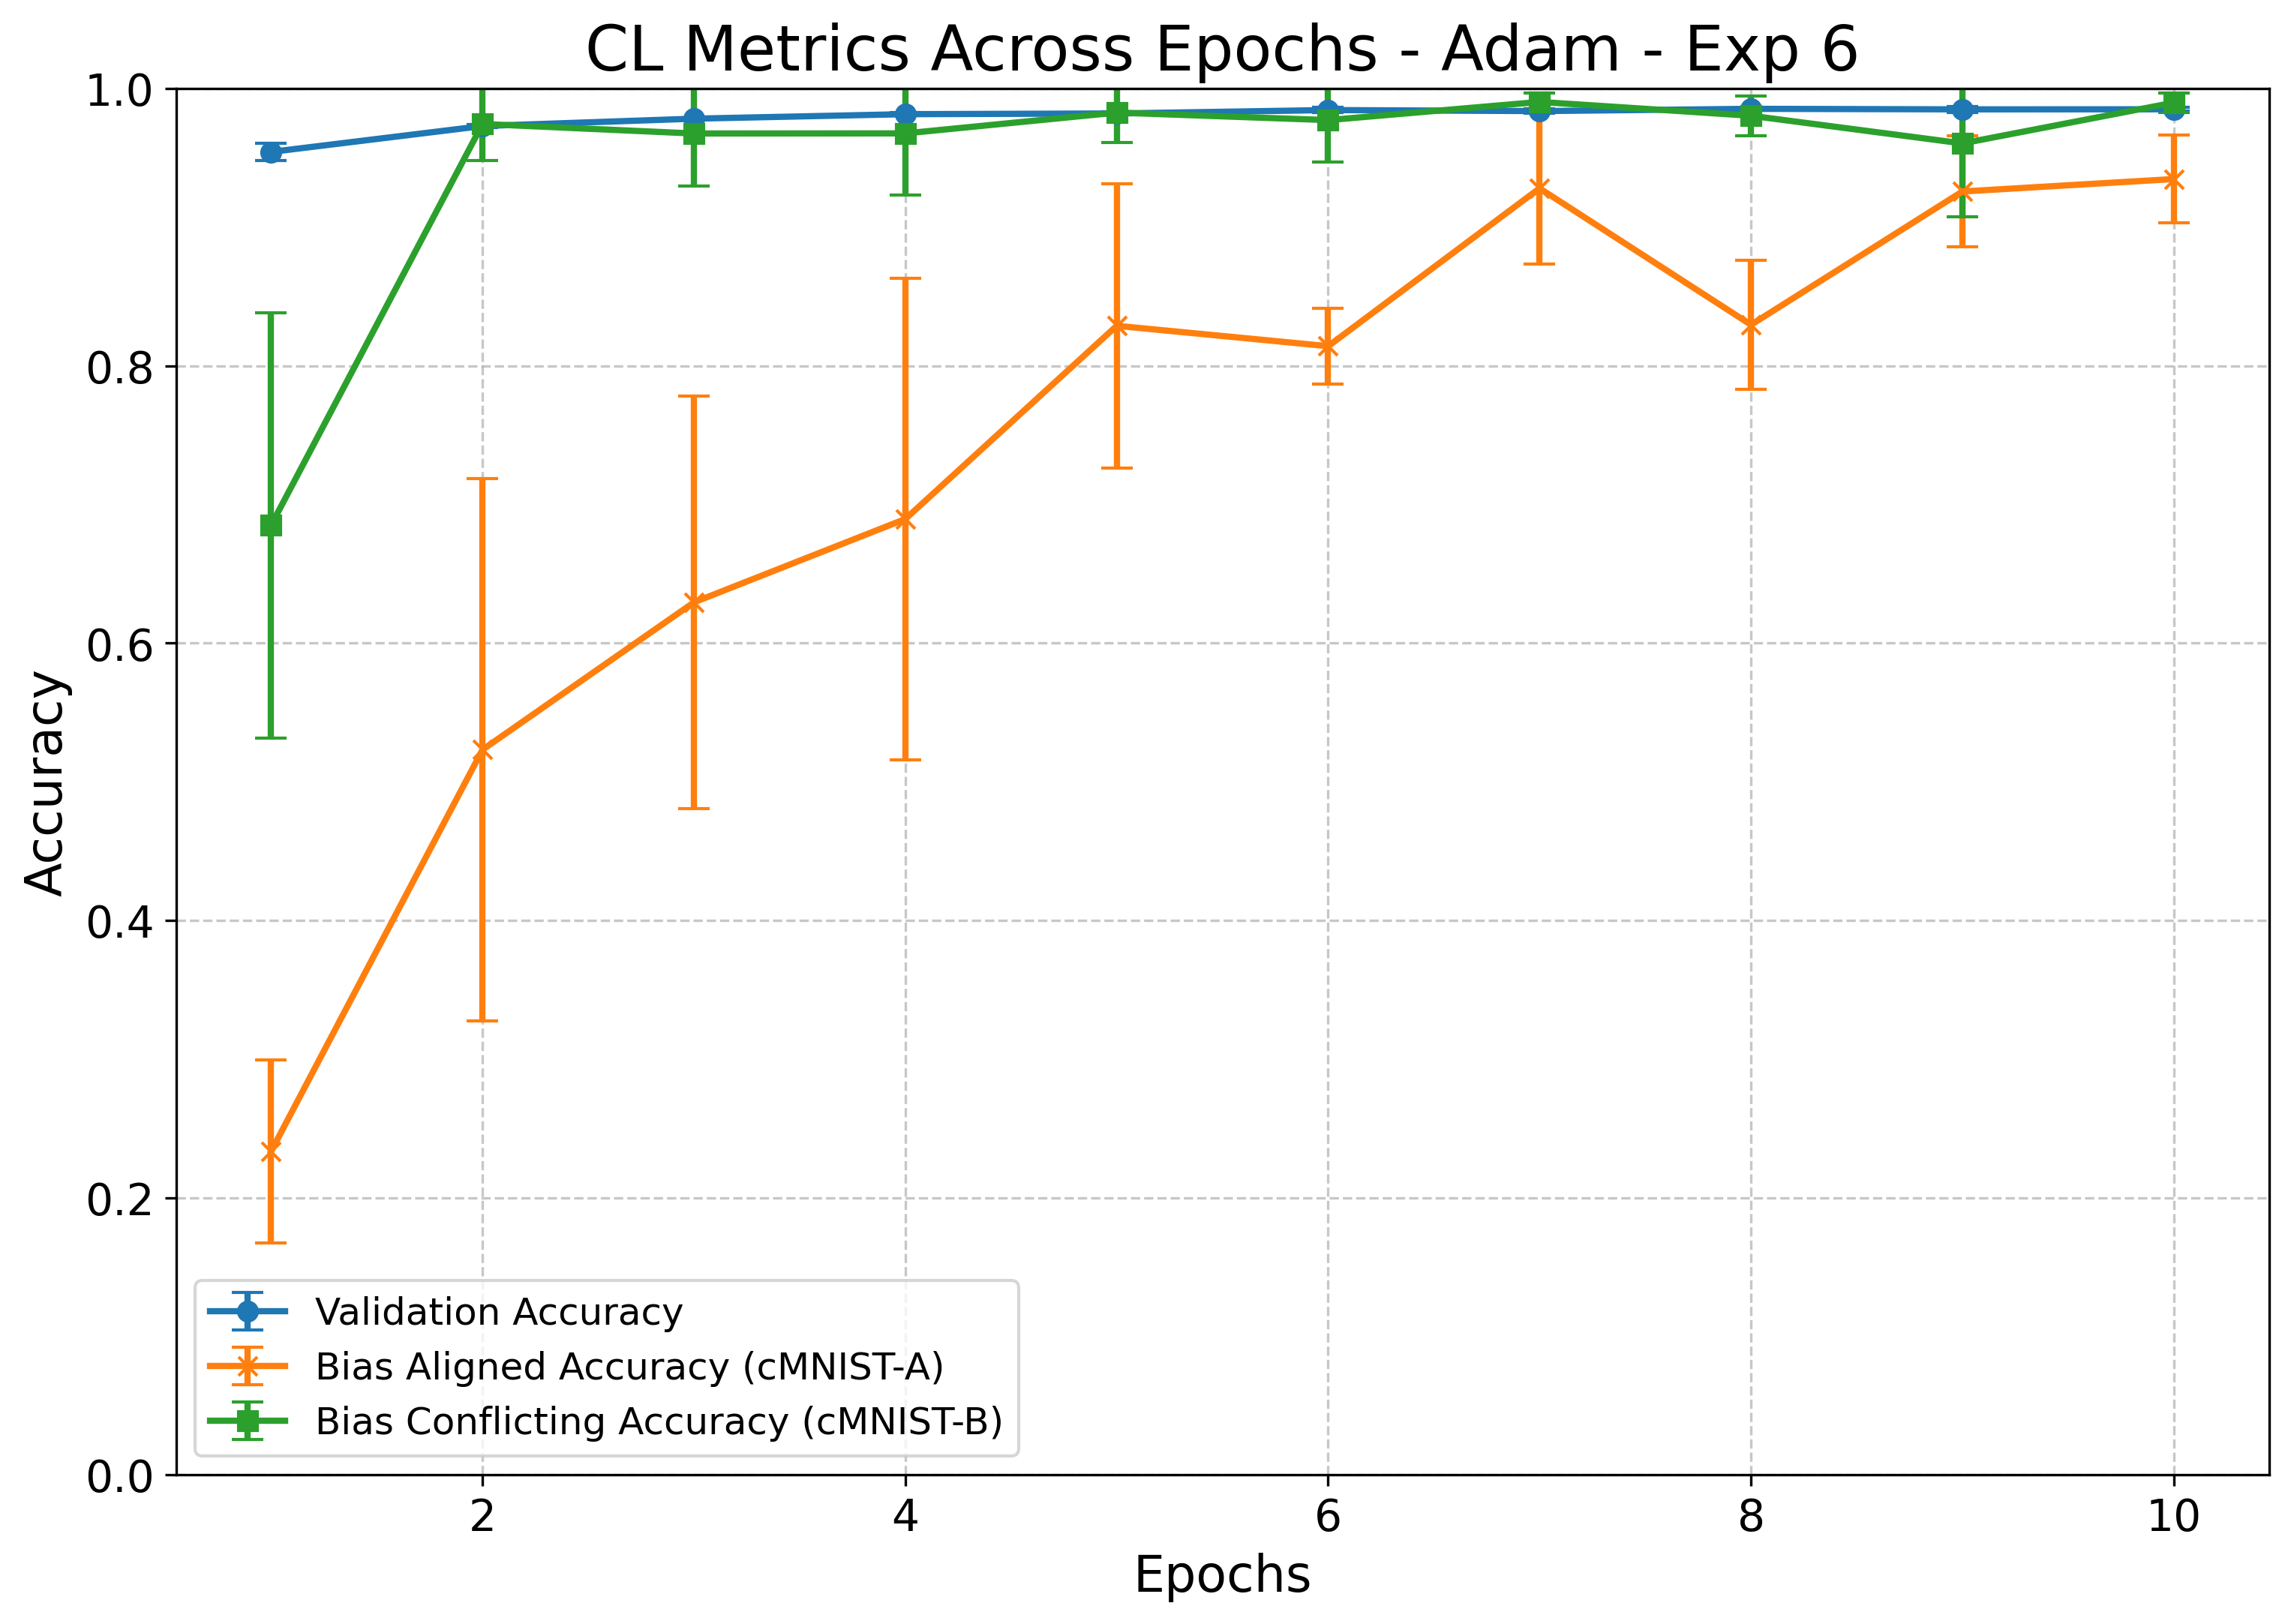 CL Metrics Across Epochs - Adam - Exp 6
1.0
0.8
0.6
0.4
0.2
0.0
Accuracy
Validation Accuracy
Bias Aligned Accuracy (cMNIST-A)
Bias Conflicting Accuracy (cMNIST-B)
2 4 6 8 10
Epochs